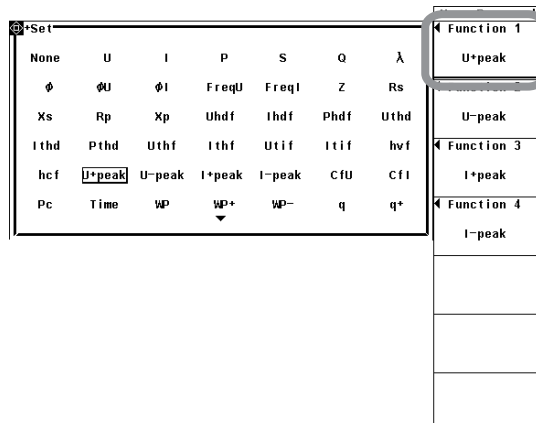 +Set
None U I P S Q λ
ϕ ϕU ϕI FreqU FreqI Z Rs
Xs Rp Xp Uhdf Ihdf Phdf Uthd
Ithd Pthd Uthf Ithf Utif Itif hvf
hcf U+peak U-peak I+peak I-peak CfU CfI
Pc Time WP WP+ WP- q q+
Function 1
U+peak
U-peak
Function 3
I+peak
Function 4
I-peak